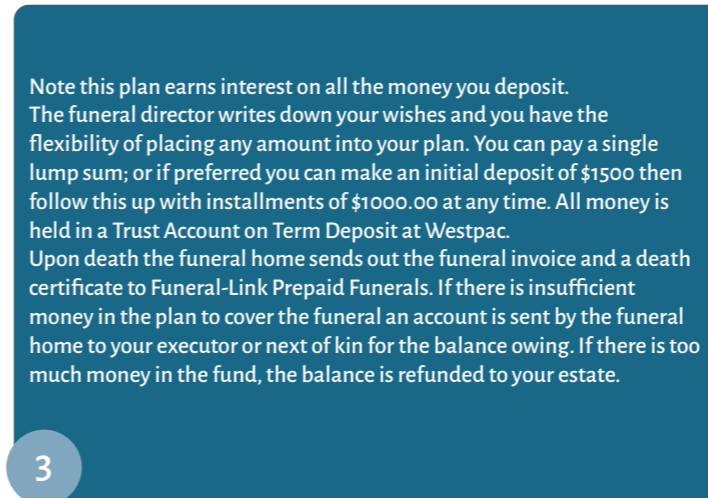 Note this plan earns interest on all the money you deposit.
The funeral director writes down your wishes and you have the
flexibility of placing any amount into your plan. You can pay a single
lump sum; or if preferred you can make an initial deposit of $1500 then
follow this up with installments of $1000.00 at any time. All money is
held in a Trust Account on Term Deposit at Westpac.
Upon death the funeral home sends out the funeral invoice and a death
certificate to Funeral-Link Prepaid Funerals. If there is insufficient
money in the plan to cover the funeral an account is sent by the funeral
home to your executor or next of kin for the balance owing. If there is too
much money in the fund, the balance is refunded to your estate.
3